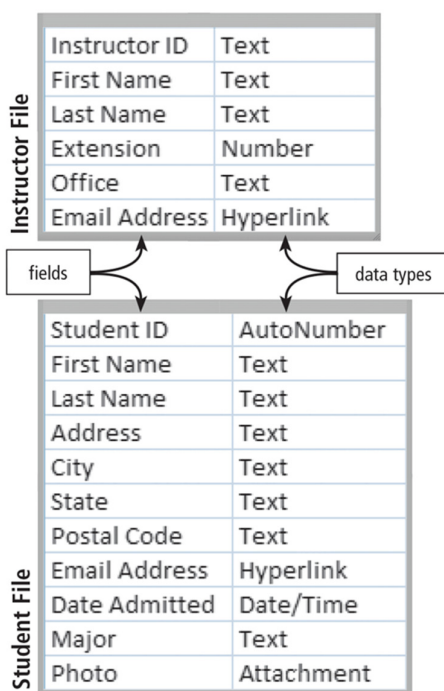 Instructor File
Instructor ID Text
First Name Text
Last Name Text
Extension Number
Office Text
Email Address Hyperlink
fields
data types
Student File
Student ID AutoNumber
First Name Text
Last Name Text
Address Text
City Text
State Text
Postal Code Text
Email Address Hyperlink
Date Admitted Date/Time
Major Text
Photo Attachment